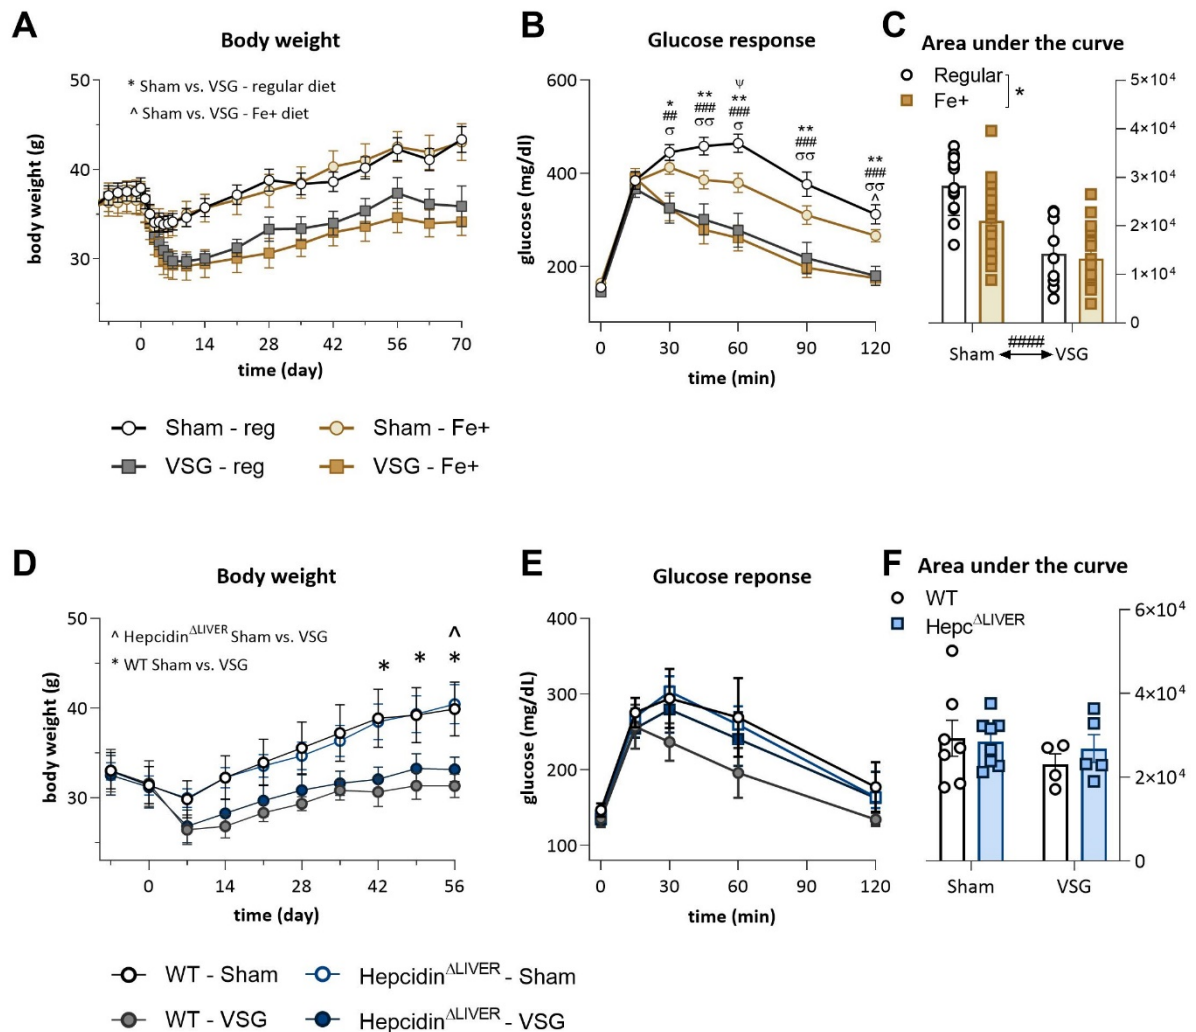 A
Body weight
* Sham vs. VSG - regular diet
^ Sham vs. VSG - Fe+ diet
body weight (g)
50
40
30
0 14 28 42 56 70
time (day)
B
Glucose response
glucose (mg/dl)
600
400
200
ψ
* ** ** ** **
## ### ### ### ###
σ σσ σ σσ σσ
^
0 30 60 90 120
time (min)
C
Area under the curve
Regular
Fe+
*
5×10⁴
4×10⁴
3×10⁴
2×10⁴
1×10⁴
0
Sham #### VSG
Sham - reg
Sham - Fe+
VSG - reg
VSG - Fe+
D
Body weight
^ Hepcidin^ΔLIVER Sham vs. VSG
* WT Sham vs. VSG
^
* * *
body weight (g)
50
40
30
0 14 28 42 56
time (day)
E
Glucose reponse
glucose (mg/dL)
400
300
200
100
0 30 60 90 120
time (min)
F
Area under the curve
WT
Hepc^ΔLIVER
6×10⁴
4×10⁴
2×10⁴
0
Sham VSG
WT - Sham
Hepcidin^ΔLIVER - Sham
WT - VSG
Hepcidin^ΔLIVER - VSG